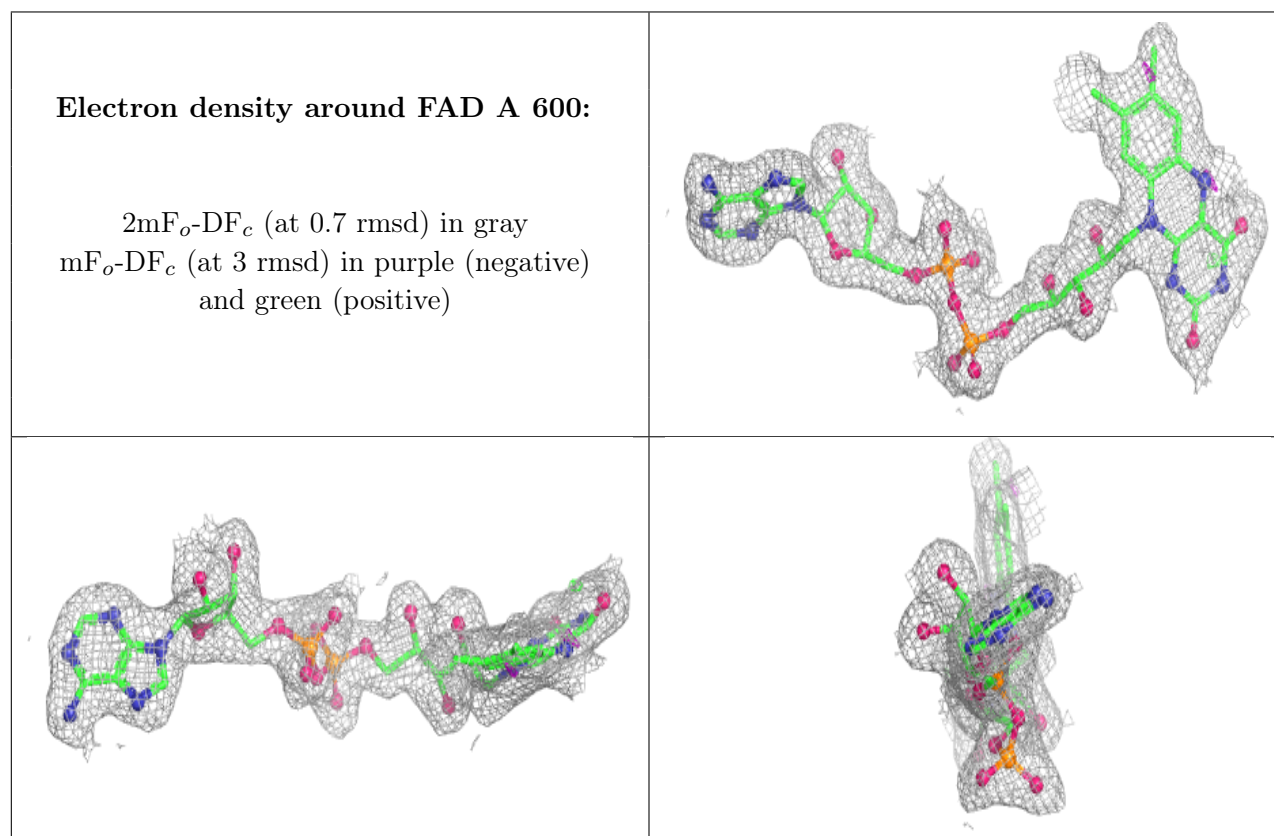 Electron density around FAD A 600:
2mFₒ-DF𝒸 (at 0.7 rmsd) in gray
mFₒ-DF𝒸 (at 3 rmsd) in purple (negative)
and green (positive)